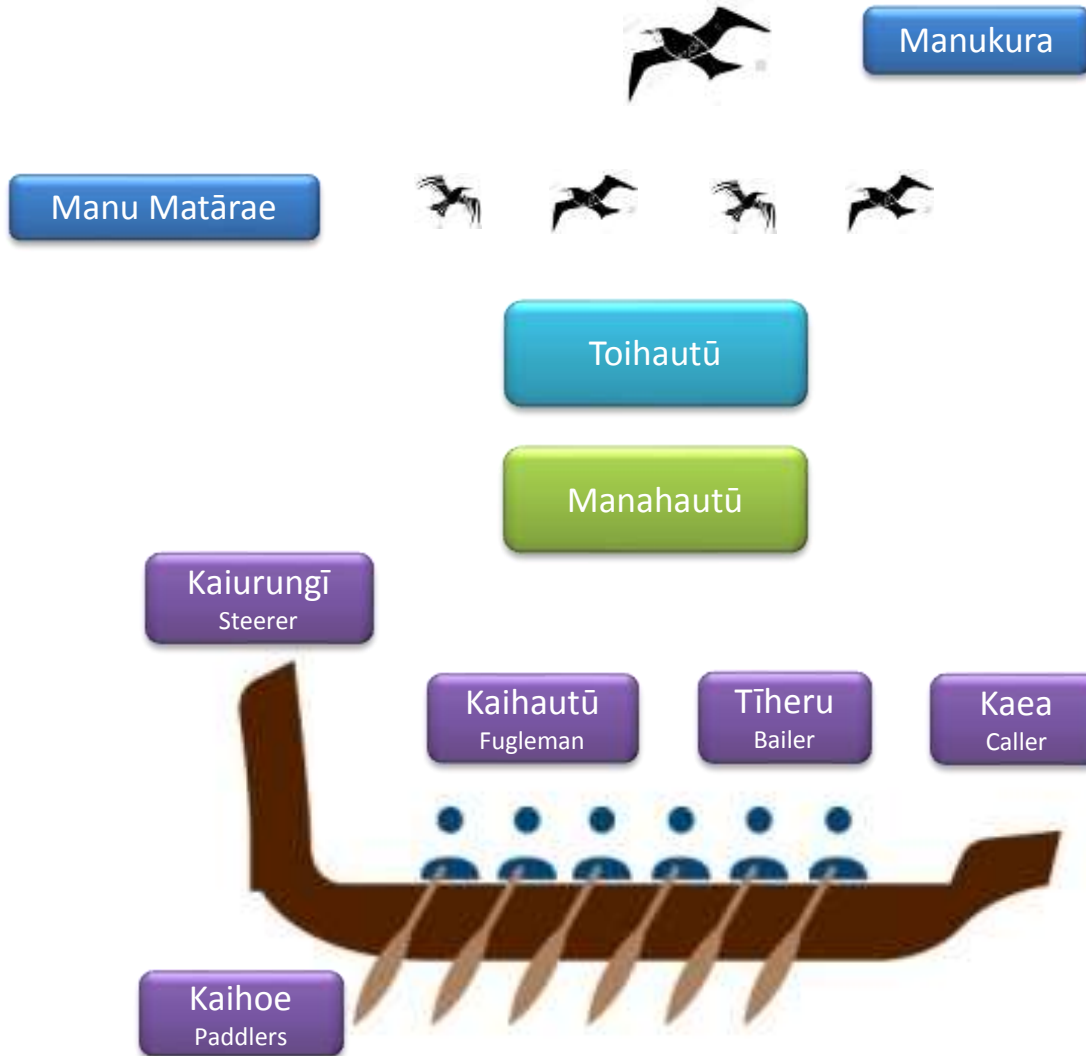 Manukura
Manu Matārae
Toihautū
Manahautū
Kaiurungī
Steerer
Kaihautū
Fugleman
Tīheru
Bailer
Kaea
Caller
Kaihoe
Paddlers